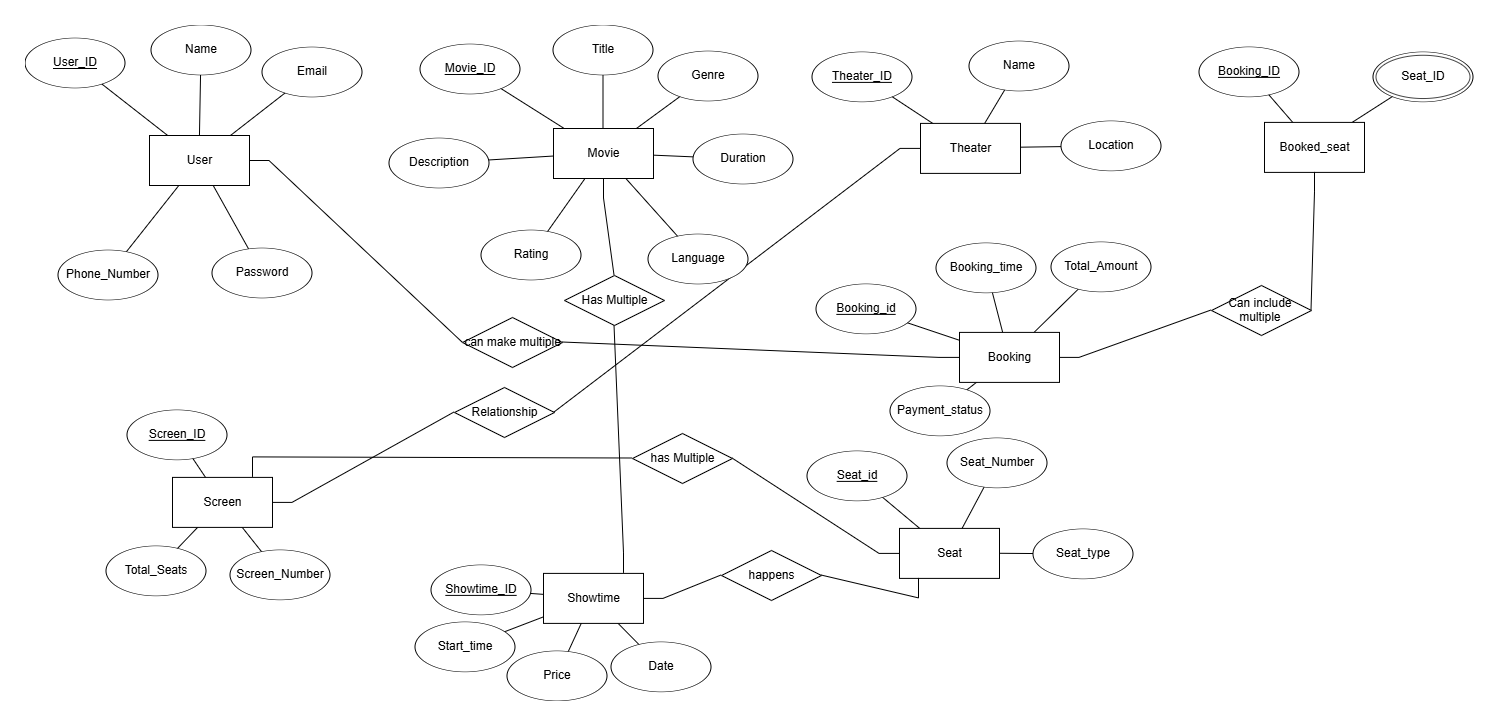 User_ID
Name
Email
User
Phone_Number
Password
Movie_ID
Title
Genre
Description
Movie
Duration
Rating
Language
Theater_ID
Name
Theater
Location
Booking_ID
Seat_ID
Booked_seat
Has Multiple
can make multiple
Relationship
Booking_id
Booking_time
Total_Amount
Booking
Payment_status
Can include
multiple
Screen_ID
Screen
Total_Seats
Screen_Number
has Multiple
Seat_id
Seat_Number
Seat
Seat_type
happens
Showtime_ID
Showtime
Start_time
Price
Date